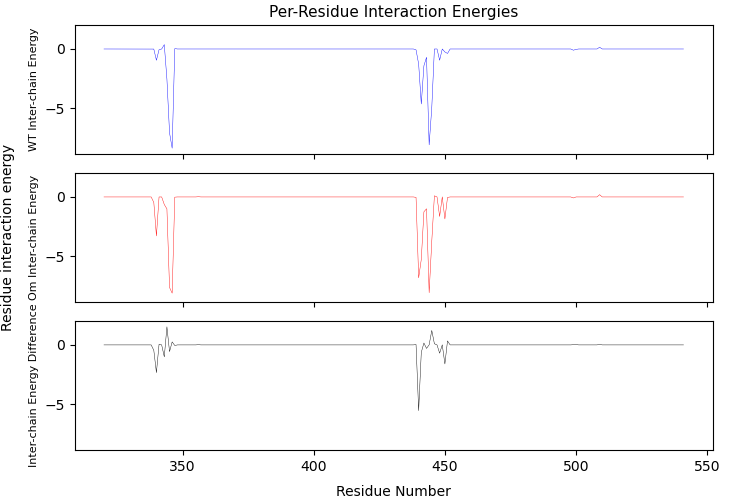 Per-Residue Interaction Energies
Residue interaction energy
WT Inter-chain Energy
0
−5
Om Inter-chain Energy
0
−5
Inter-chain Energy Difference
0
−5
350
400
450
500
550
Residue Number